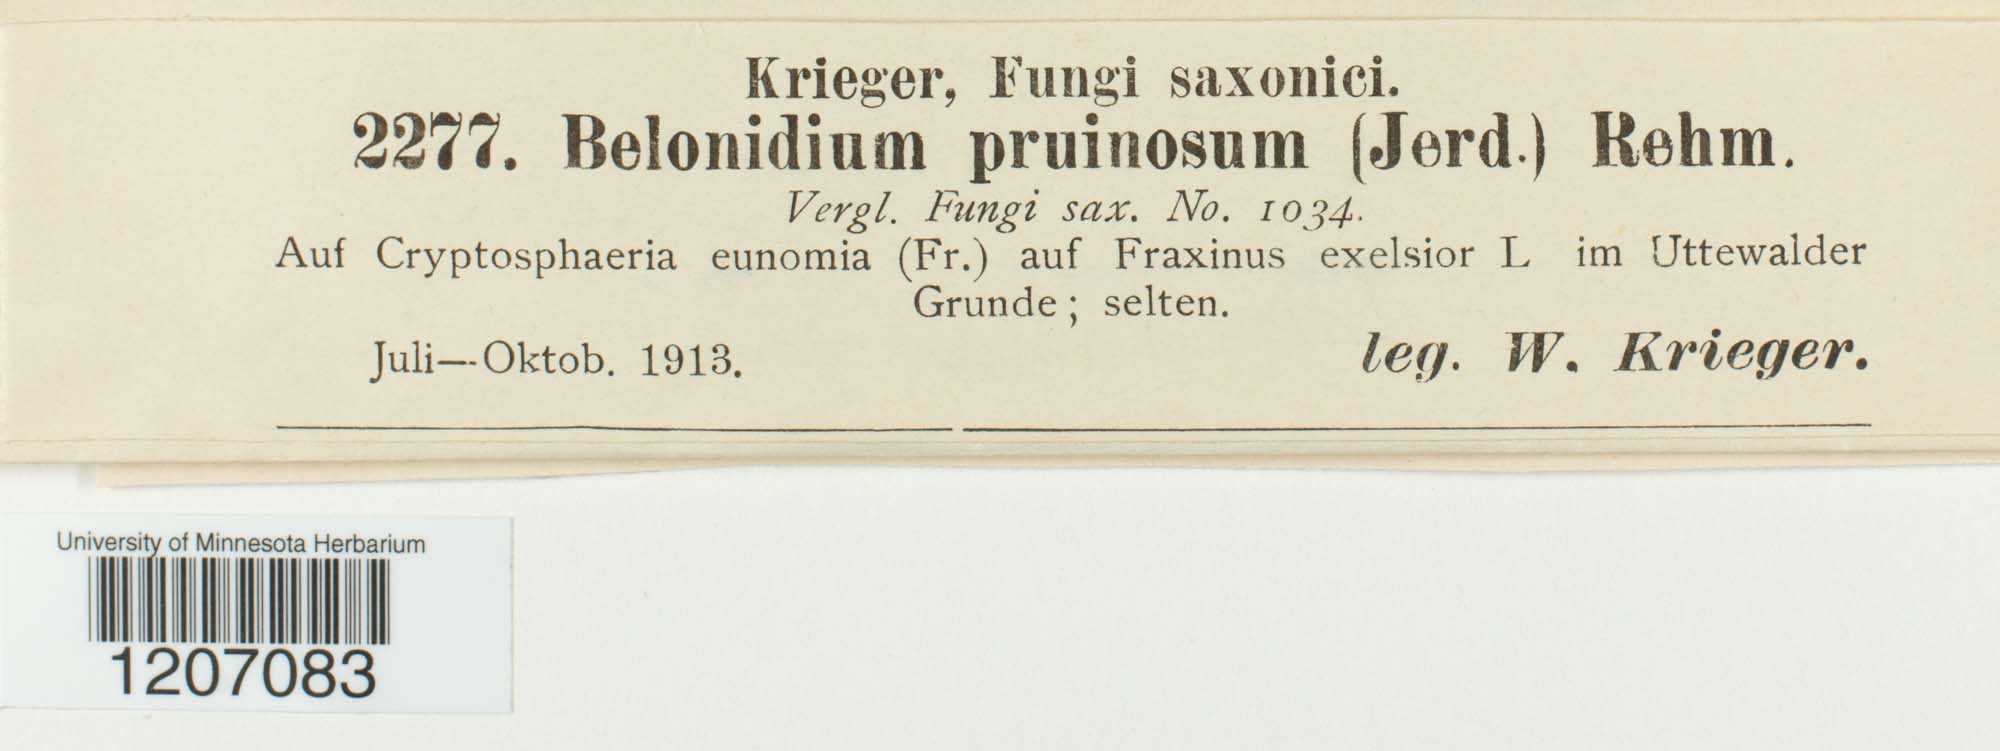 Krieger, Fungi saxonici.
2277. Belonidium pruinosum (Jerd.) Rehm.
Vergl. Fungi sax. No. 1034.
Auf Cryptosphaeria eunomia (Fr.) auf Fraxinus exelsior L im Uttewalder
Grunde; selten.
Juli—Oktob. 1913.
leg. W. Krieger.
University of Minnesota Herbarium
1207083